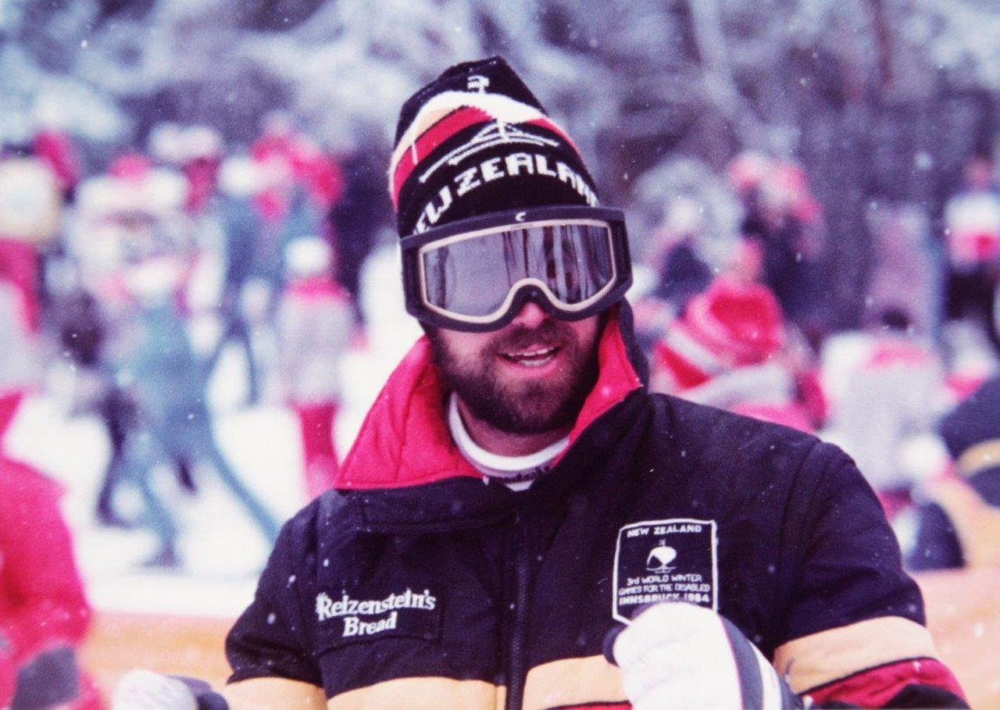 EW ZEALAN
Reizenstein's
Bread
NEW ZEALAND
3rd WORLD WINTER
GAMES FOR THE DISABLED
INNSBRUCK 1984